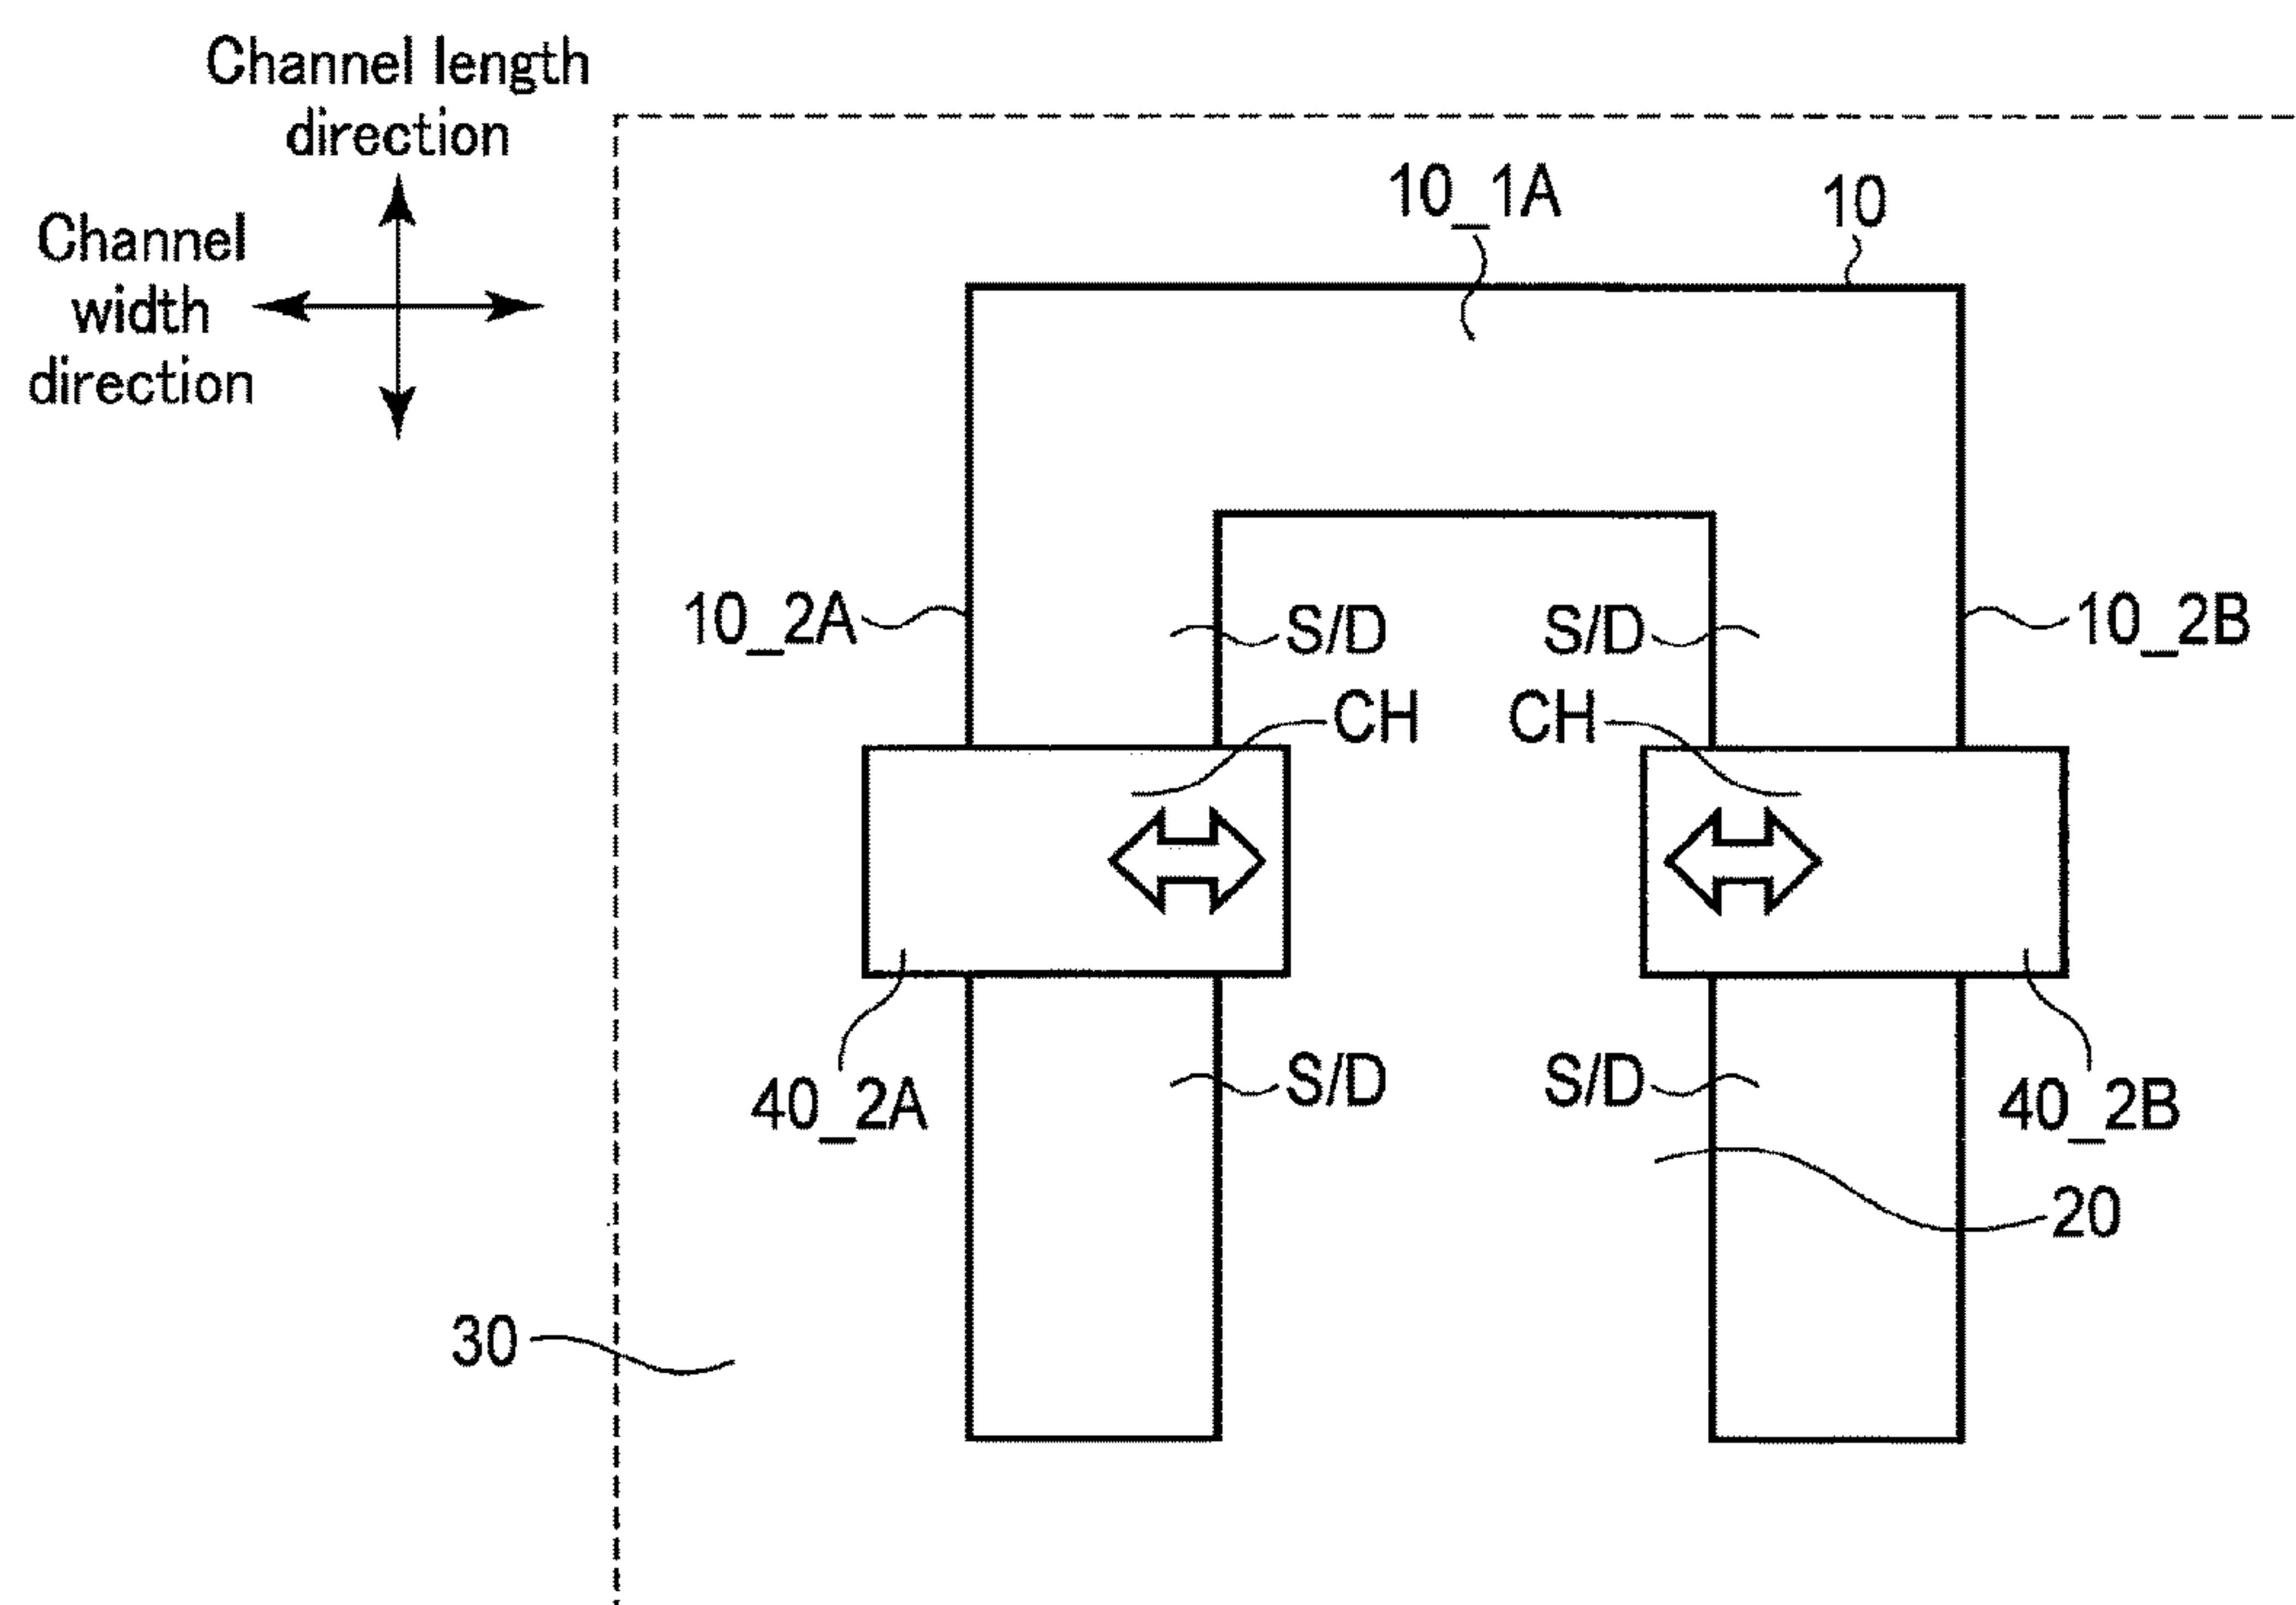 Channel length
direction
Channel
width
direction
10_1A
10
10_2A
S/D
S/D
10_2B
CH
CH
40_2A
S/D
S/D
40_2B
20
30